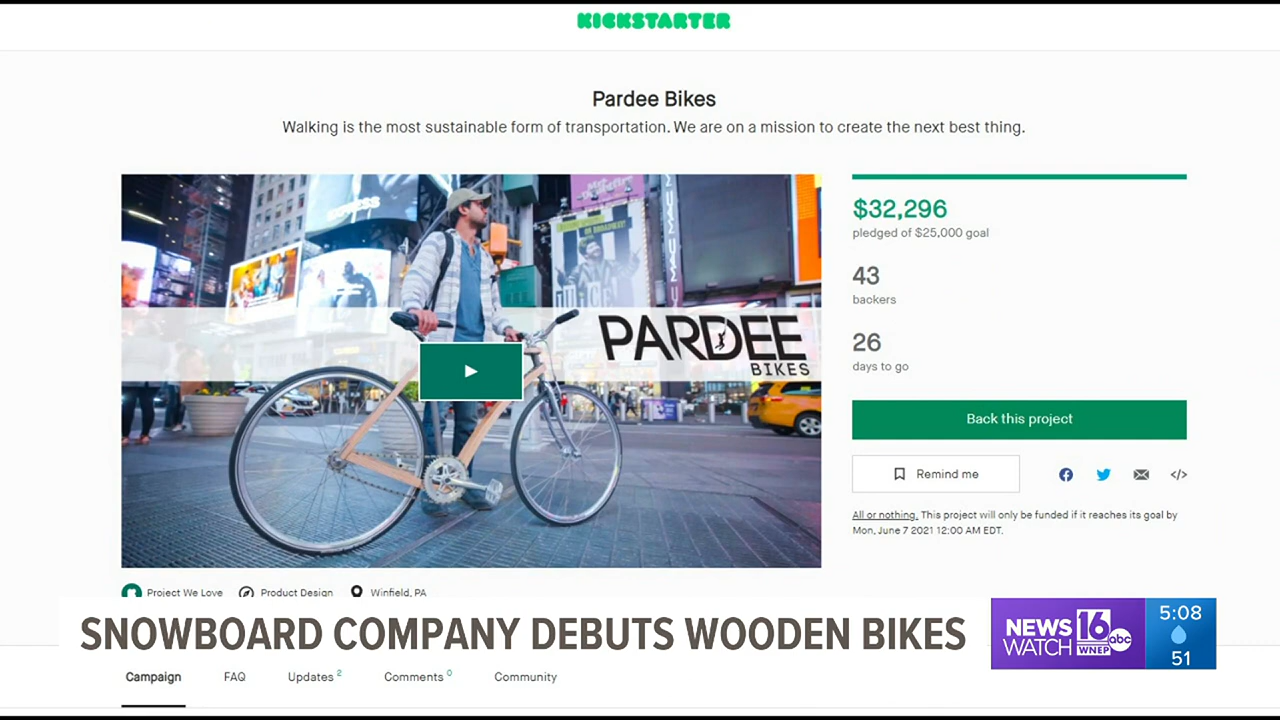 KICKSTARTER
Pardee Bikes
Walking is the most sustainable form of transportation. We are on a mission to create the next best thing.
$32,296
pledged of $25,000 goal
43
backers
26
days to go
PARDEE
BIKES
Back this project
Remind me
All or nothing. This project will only be funded if it reaches its goal by
Mon, June 7 2021 12:00 AM EDT.
Project We Love
Product Design
Winfield, PA
SNOWBOARD COMPANY DEBUTS WOODEN BIKES
NEWS
WATCH
16
WNEP
abc
5:08
51
Campaign
FAQ
Updates 2
Comments 0
Community